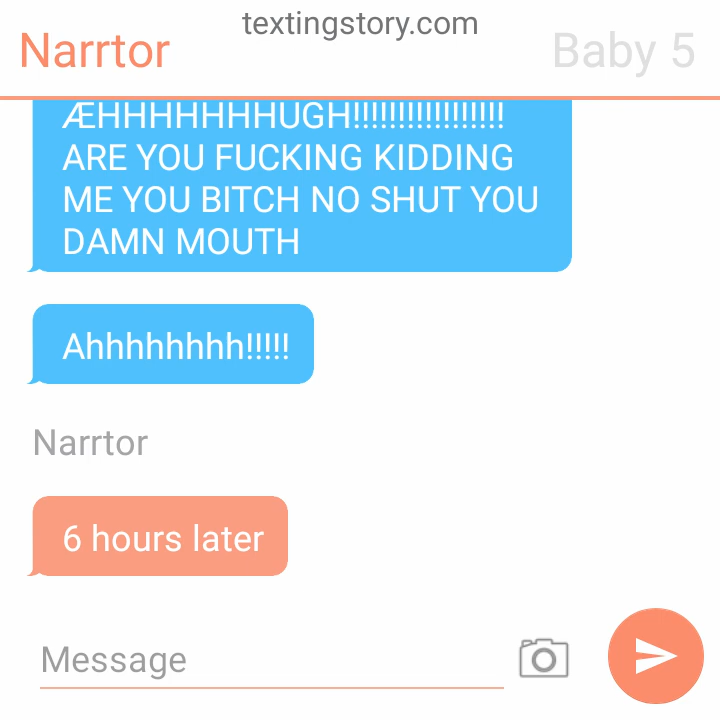 textingstory.com
Narrtor
Baby 5
ÆHHHHHHHUGH!!!!!!!!!!!!!!!!!
ARE YOU FUCKING KIDDING
ME YOU BITCH NO SHUT YOU
DAMN MOUTH
Ahhhhhhhh!!!!!
Narrtor
6 hours later
Message